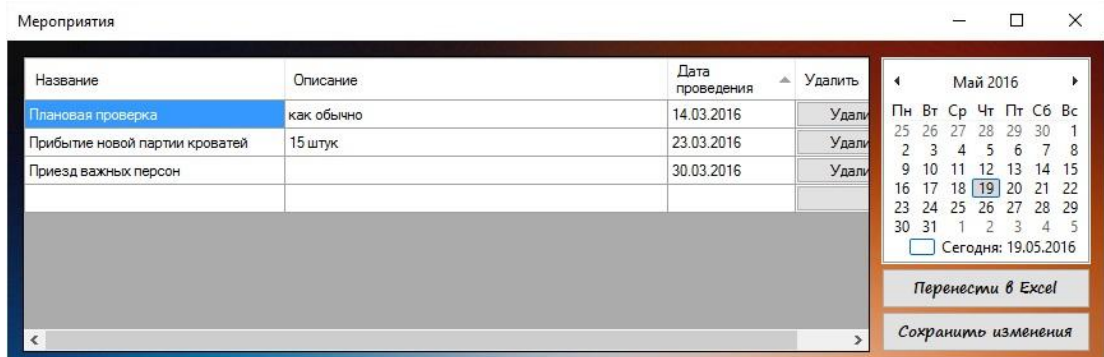 Мероприятия
Название Описание Дата проведения Удалить
Плановая проверка как обычно 14.03.2016 Удали
Прибытие новой партии кроватей 15 штук 23.03.2016 Удали
Приезд важных персон 30.03.2016 Удали
Май 2016
Пн Вт Ср Чт Пт Сб Вс
25 26 27 28 29 30 1
2 3 4 5 6 7 8
9 10 11 12 13 14 15
16 17 18 19 20 21 22
23 24 25 26 27 28 29
30 31 1 2 3 4 5
Сегодня: 19.05.2016
Перенести в Excel
Сохранить изменения